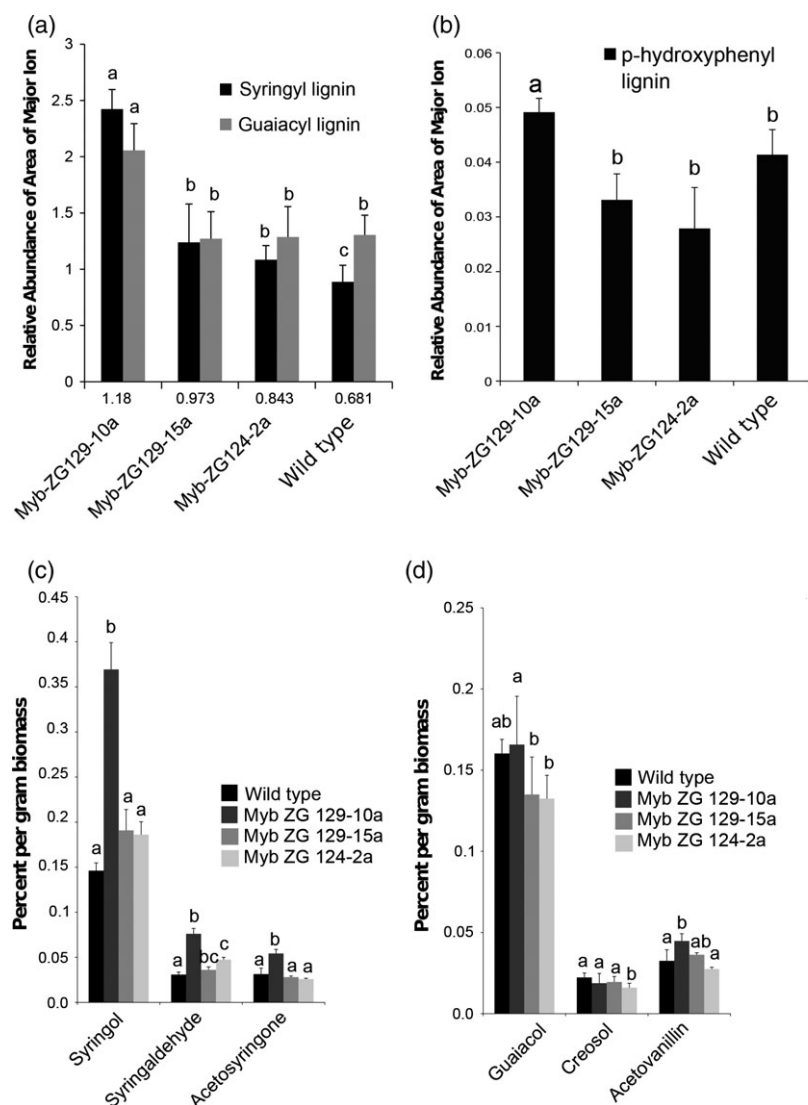 (a)
Relative Abundance of Area of Major Ion
3
2.5
2
1.5
1
0.5
0
a
a
b
b
b
b
c
b
Syringyl lignin
Guaiacyl lignin
1.18
0.973
0.843
0.681
Myb-ZG129-10a
Myb-ZG129-15a
Myb-ZG124-2a
Wild type
(b)
Relative Abundance of Area of Major Ion
0.06
0.05
0.04
0.03
0.02
0.01
0
a
b
b
b
p-hydroxyphenyl
lignin
Myb-ZG129-10a
Myb-ZG129-15a
Myb-ZG124-2a
Wild type
(c)
Percent per gram biomass
0.45
0.4
0.35
0.3
0.25
0.2
0.15
0.1
0.05
0.0
a
b
a
a
a
b
bc
c
a
b
a
a
Wild type
Myb ZG 129-10a
Myb ZG 129-15a
Myb ZG 124-2a
Syringol
Syringaldehyde
Acetosyringone
(d)
Percent per gram biomass
0.25
0.2
0.15
0.1
0.05
0.0
ab
a
b
b
a
a
a
b
a
b
ab
a
Wild type
Myb ZG 129-10a
Myb ZG 129-15a
Myb ZG 124-2a
Guaiacol
Creosol
Acetovanillin